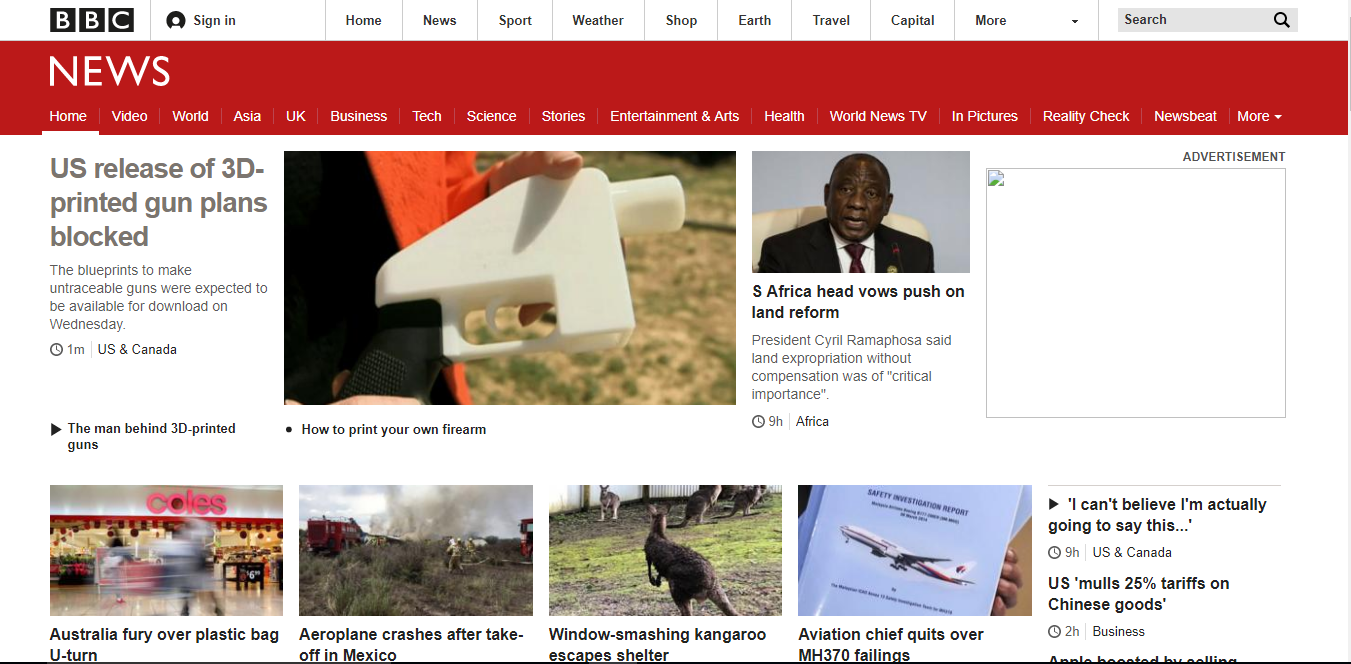 BBC
Sign in
Home
News
Sport
Weather
Shop
Earth
Travel
Capital
More
Search
NEWS
Home
Video
World
Asia
UK
Business
Tech
Science
Stories
Entertainment & Arts
Health
World News TV
In Pictures
Reality Check
Newsbeat
More
US release of 3D-
printed gun plans
blocked
The blueprints to make
untraceable guns were expected to
be available for download on
Wednesday.
1m
US & Canada
The man behind 3D-printed
guns
How to print your own firearm
S Africa head vows push on
land reform
President Cyril Ramaphosa said
land expropriation without
compensation was of "critical
importance".
9h
Africa
ADVERTISEMENT
coles
Australia fury over plastic bag
U-turn
Aeroplane crashes after take-
off in Mexico
Window-smashing kangaroo
escapes shelter
SAFETY INVESTIGATION REPORT
Aviation chief quits over
MH370 failings
'I can't believe I'm actually
going to say this...'
9h
US & Canada
US 'mulls 25% tariffs on
Chinese goods'
2h
Business
Apple boosted by selling